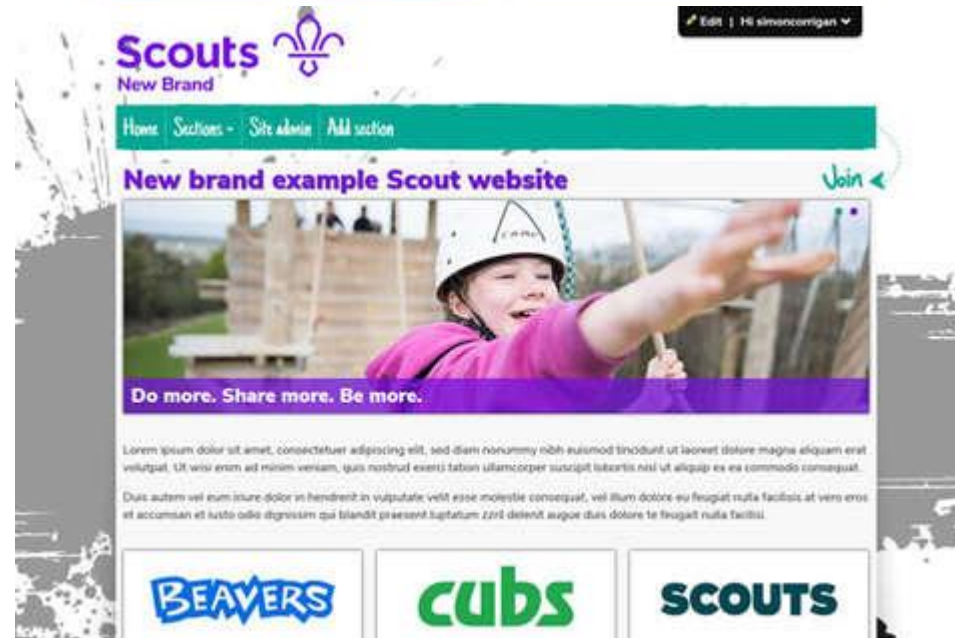 Edit | Hi simoncorrigan
Scouts
New Brand
Home Sections Site admin Add section
New brand example Scout website
Join
Do more. Share more. Be more.
Lorem ipsum dolor sit amet, consectetuer adipiscing elit, sed diam nonummy nibh euismod tincidunt ut laoreet dolore magna aliquam erat
volutpat. Ut wisi enim ad minim veniam, quis nostrud exerci tation ullamcorper suscipit lobortis nisl ut aliquip ex ea commodo consequat.
Duis autem vel eum iriure dolor in hendrerit in vulputate velit esse molestie consequat, vel illum dolore eu feugiat nulla facilisis at vero eros
et accumsan et iusto odio dignissim qui blandit praesent luptatum zzril delenit augue duis dolore te feugait nulla facilisi.
BEAVERS
cubs
SCOUTS